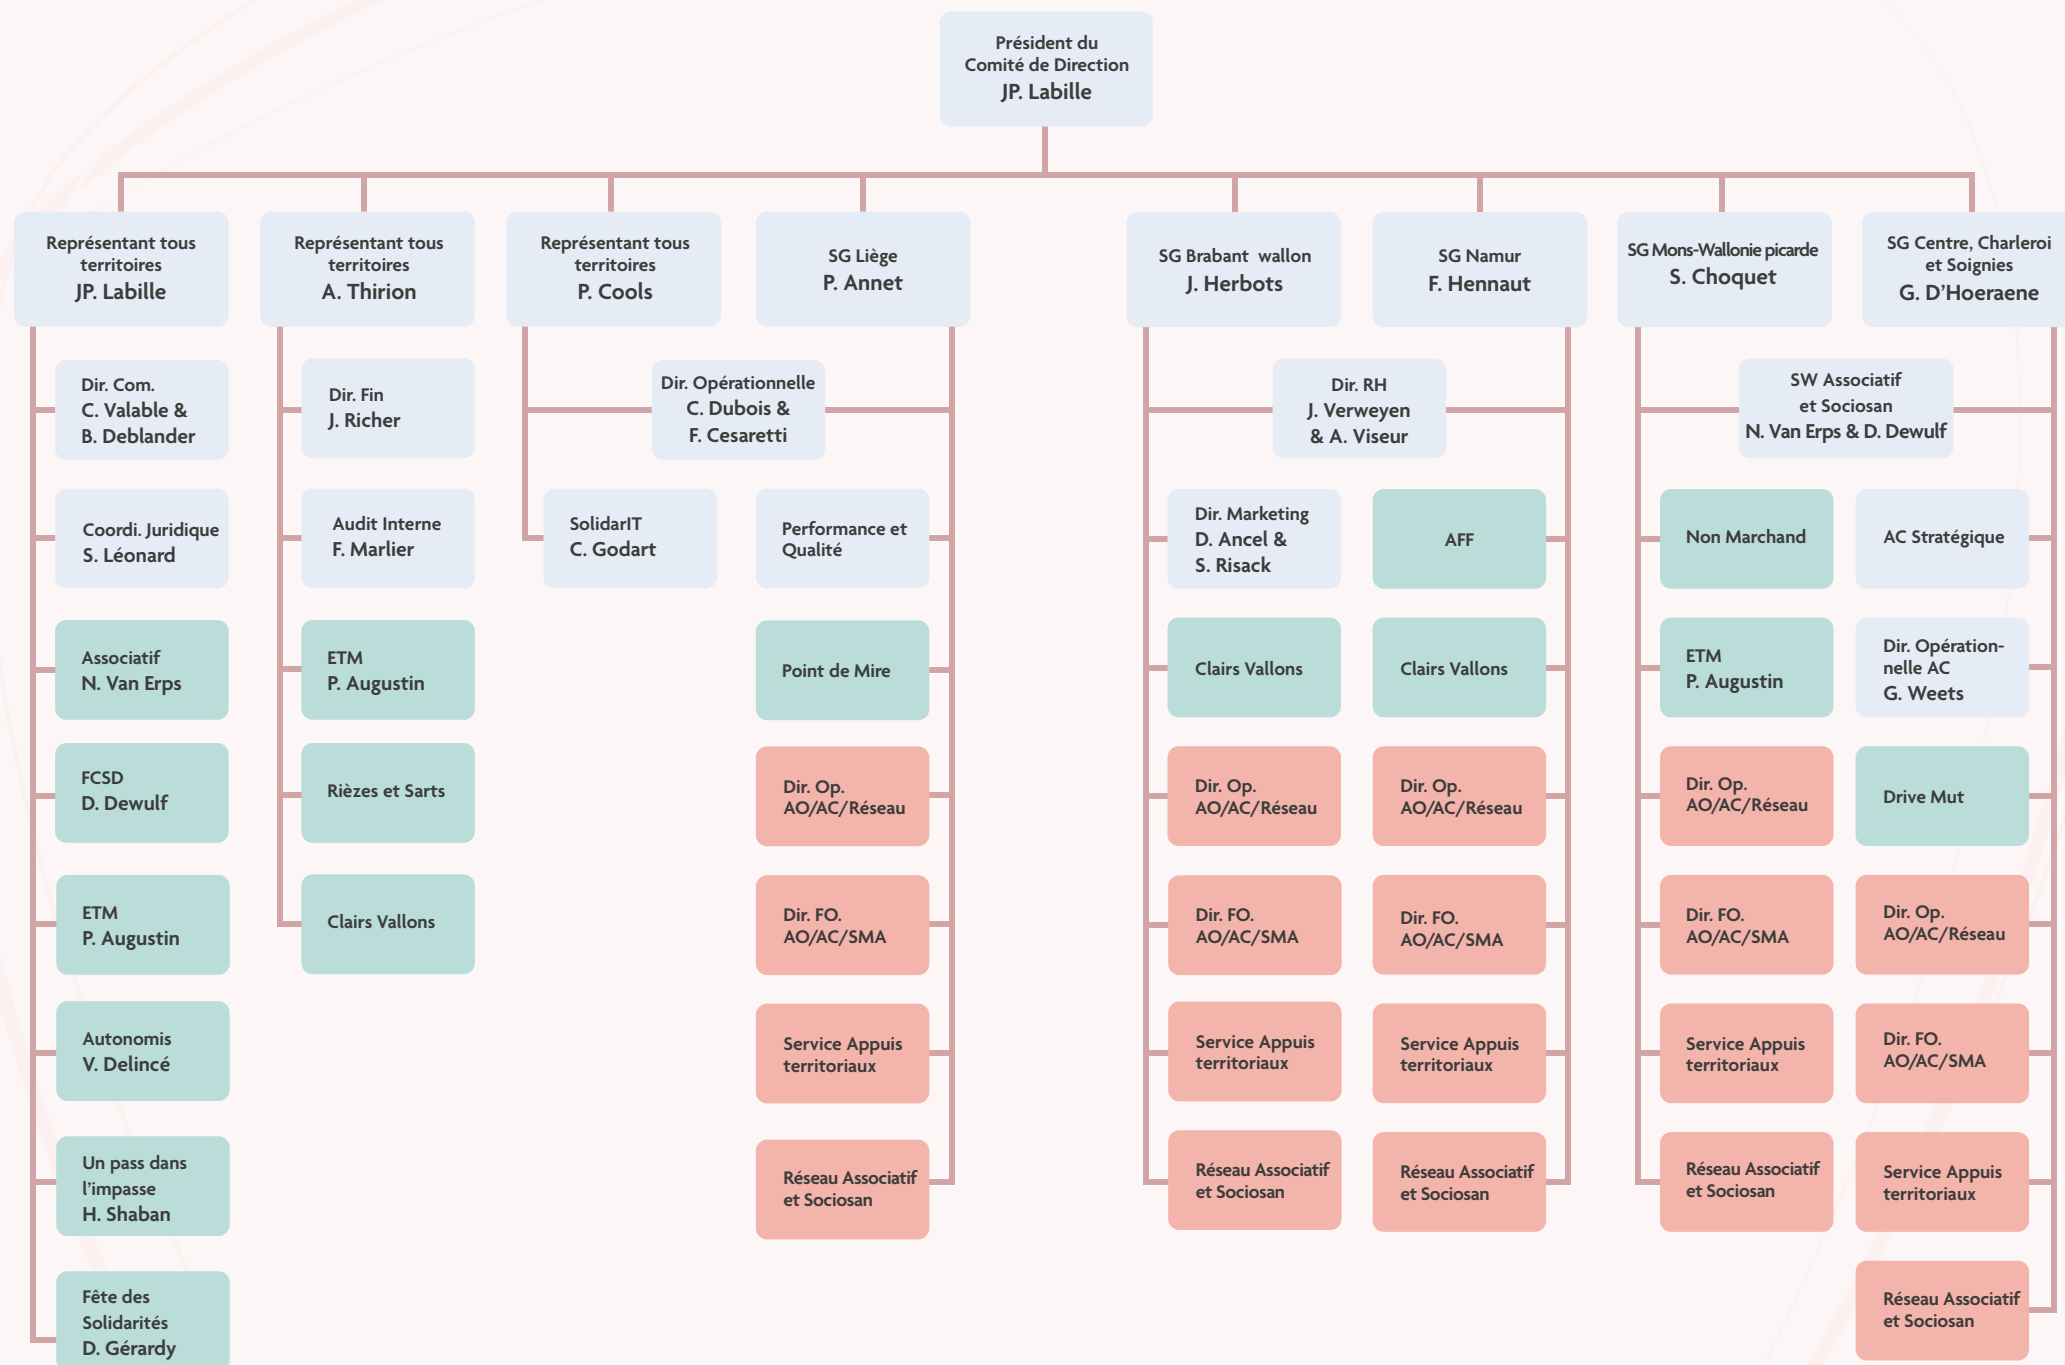 Président du
Comité de Direction
JP. Labille
Représentant tous
territoires
JP. Labille
Représentant tous
territoires
A. Thirion
Représentant tous
territoires
P. Cools
SG Liège
P. Annet
SG Brabant wallon
J. Herbots
SG Namur
F. Hennaut
SG Mons-Wallonie picarde
S. Choquet
SG Centre, Charleroi
et Soignies
G. D'Hoeraene
Dir. Com.
C. Valable &
B. Deblander
Dir. Fin
J. Richer
Dir. Opérationnelle
C. Dubois &
F. Cesaretti
Dir. RH
J. Verweyen
& A. Viseur
SW Associatif
et Sociosan
N. Van Erps & D. Dewulf
Coordi. Juridique
S. Léonard
Audit Interne
F. Marlier
SolidarIT
C. Godart
Performance et
Qualité
Dir. Marketing
D. Ancel &
S. Risack
AFF
Non Marchand
AC Stratégique
Associatif
N. Van Erps
ETM
P. Augustin
Point de Mire
Clairs Vallons
Clairs Vallons
ETM
P. Augustin
Dir. Opération-
nelle AC
G. Weets
FCSD
D. Dewulf
Rièzes et Sarts
Dir. Op.
AO/AC/Réseau
Dir. Op.
AO/AC/Réseau
Dir. Op.
AO/AC/Réseau
Dir. Op.
AO/AC/Réseau
Drive Mut
ETM
P. Augustin
Clairs Vallons
Dir. FO.
AO/AC/SMA
Dir. FO.
AO/AC/SMA
Dir. FO.
AO/AC/SMA
Dir. FO.
AO/AC/SMA
Dir. Op.
AO/AC/Réseau
Autonomis
V. Delincé
Service Appuis
territoriaux
Service Appuis
territoriaux
Service Appuis
territoriaux
Service Appuis
territoriaux
Dir. FO.
AO/AC/SMA
Un pass dans
l'impasse
H. Shaban
Réseau Associatif
et Sociosan
Réseau Associatif
et Sociosan
Réseau Associatif
et Sociosan
Réseau Associatif
et Sociosan
Service Appuis
territoriaux
Fête des
Solidarités
D. Gérardy
Réseau Associatif
et Sociosan